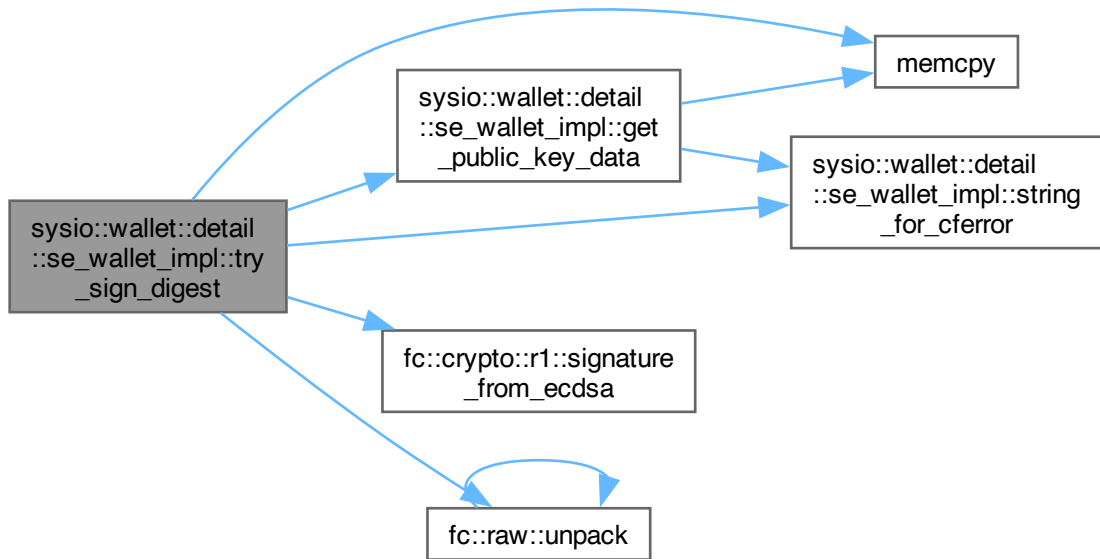 sysio::wallet::detail
::se_wallet_impl::try
_sign_digest
sysio::wallet::detail
::se_wallet_impl::get
_public_key_data
memcpy
sysio::wallet::detail
::se_wallet_impl::string
_for_cferror
fc::crypto::r1::signature
_from_ecdsa
fc::raw::unpack